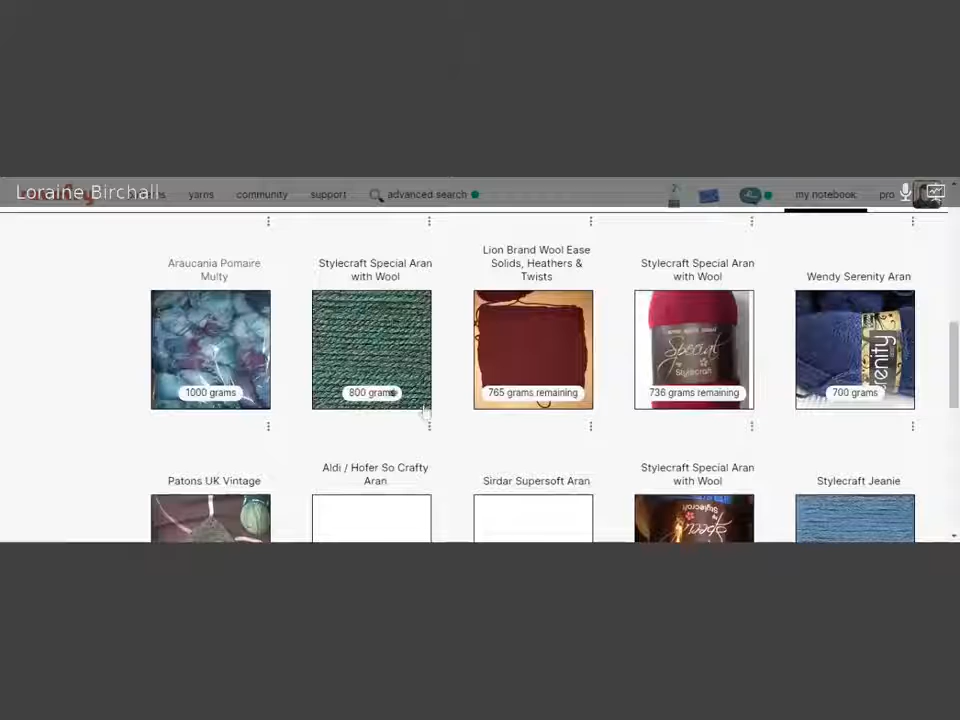 Loraine Birchall
yarns community support advanced search my notebook pro
Araucania Pomaire
Multy
Stylecraft Special Aran
with Wool
Lion Brand Wool Ease
Solids, Heathers &
Twists
Stylecraft Special Aran
with Wool
Wendy Serenity Aran
Special
Stylecraft
1000 grams
800 grams
765 grams remaining
736 grams remaining
700 grams
Patons UK Vintage
Aldi / Hofer So Crafty
Aran
Sirdar Supersoft Aran
Stylecraft Special Aran
with Wool
Stylecraft Jeanie